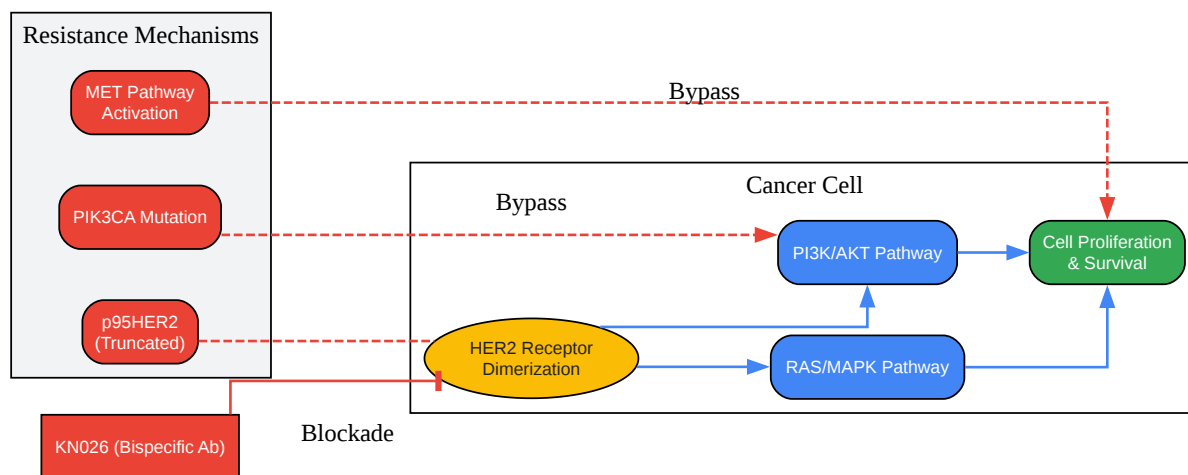 Resistance Mechanisms
MET Pathway
Activation
Bypass
Cancer Cell
PIK3CA Mutation
Bypass
PI3K/AKT Pathway
Cell Proliferation
& Survival
p95HER2
(Truncated)
HER2 Receptor
Dimerization
RAS/MAPK Pathway
KN026 (Bispecific Ab)
Blockade